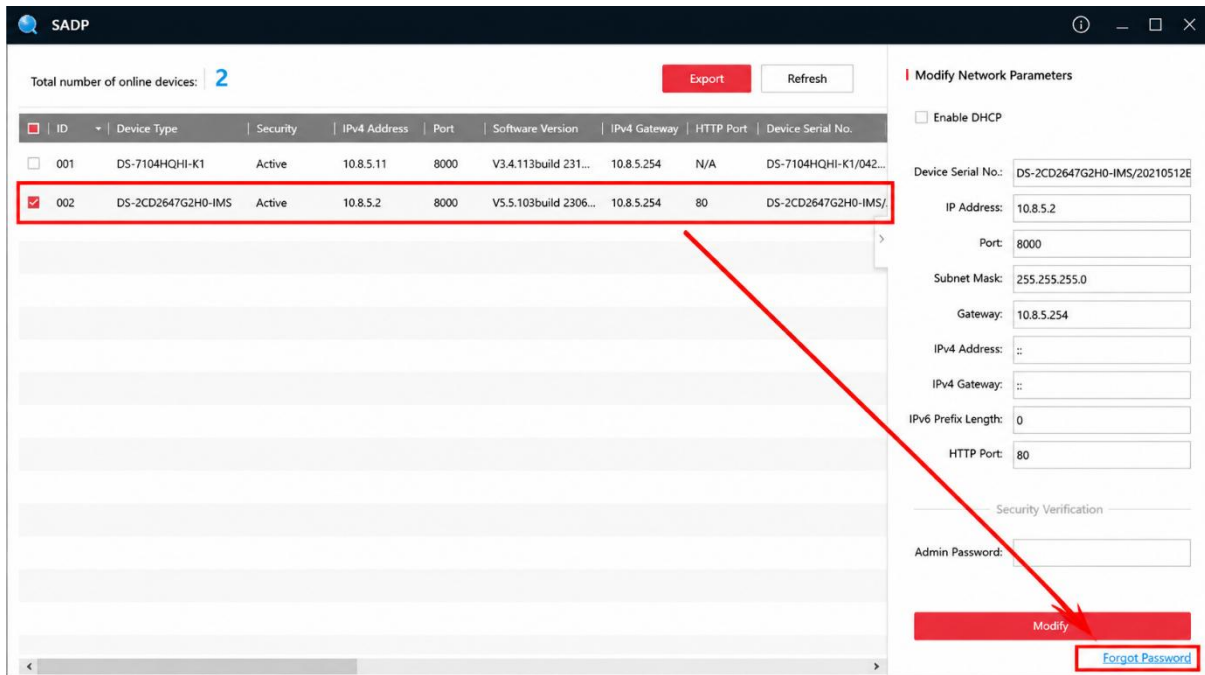 SADP
Total number of online devices: 2
Export
Refresh
ID Device Type Security IPv4 Address Port Software Version IPv4 Gateway HTTP Port Device Serial No.
001 DS-7104HQHI-K1 Active 10.8.5.11 8000 V3.4.113build 231... 10.8.5.254 N/A DS-7104HQHI-K1/042...
002 DS-2CD2647G2H0-IMS Active 10.8.5.2 8000 V5.5.103build 2306... 10.8.5.254 80 DS-2CD2647G2H0-IMS/.
Modify Network Parameters
Enable DHCP
Device Serial No.: DS-2CD2647G2H0-IMS/20210512E
IP Address: 10.8.5.2
Port: 8000
Subnet Mask: 255.255.255.0
Gateway: 10.8.5.254
IPv4 Address: ::
IPv4 Gateway: ::
IPv6 Prefix Length: 0
HTTP Port: 80
Security Verification
Admin Password:
Modify
Forgot Password